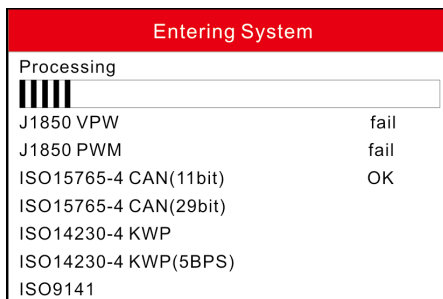 Entering System
Processing
J1850 VPW fail
J1850 PWM fail
ISO15765-4 CAN(11bit) OK
ISO15765-4 CAN(29bit)
ISO14230-4 KWP
ISO14230-4 KWP(5BPS)
ISO9141